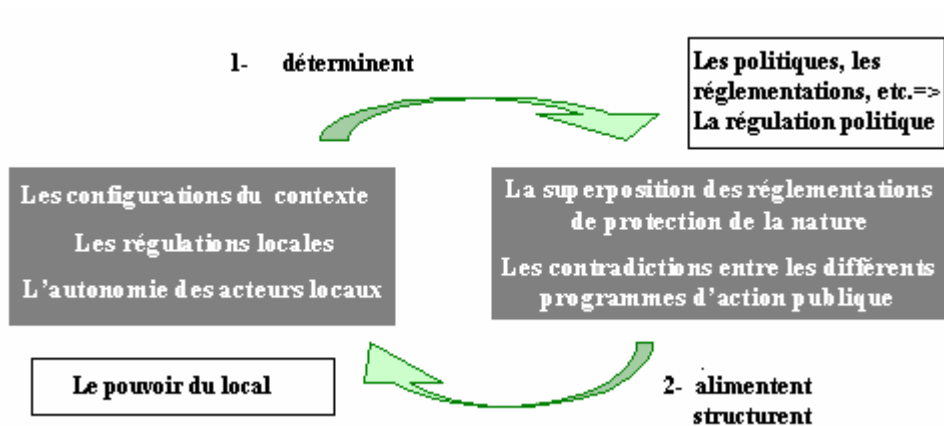 1- déterminent
Les politiques, les
réglementations, etc.=>
La régulation politique
Les configurations du contexte
Les régulations locales
L'autonomie des acteurs locaux
La superposition des réglementations
de protection de la nature
Les contradictions entre les différents
programmes d'action publique
Le pouvoir du local
2- alimentent
structurent